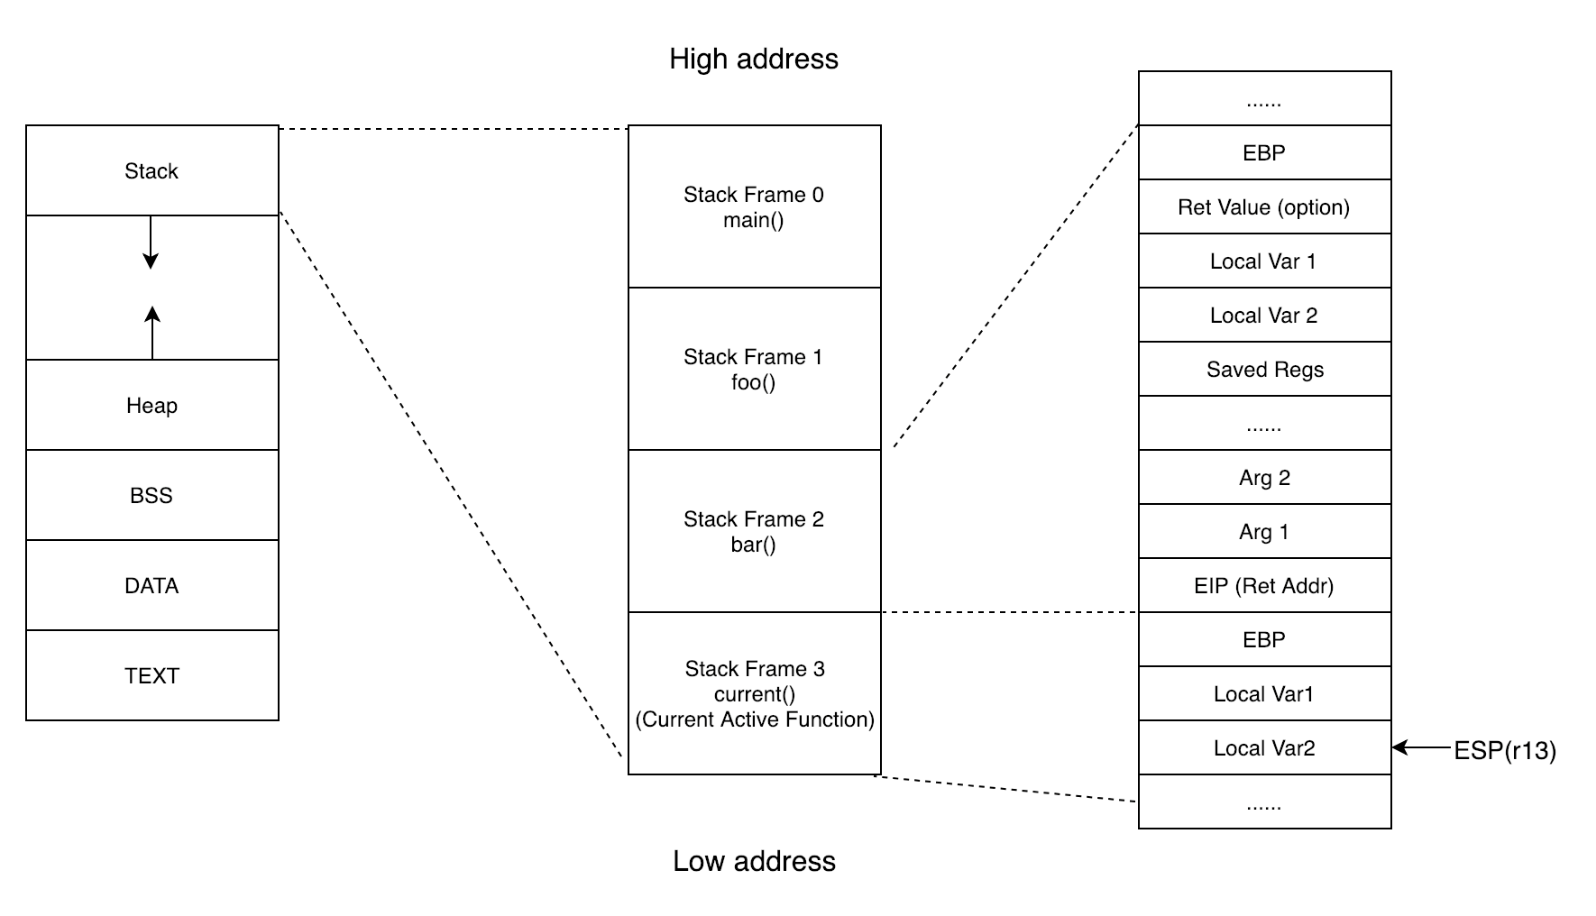 High address
Stack
Heap
BSS
DATA
TEXT
Stack Frame 0
main()
Stack Frame 1
foo()
Stack Frame 2
bar()
Stack Frame 3
current()
(Current Active Function)
......
EBP
Ret Value (option)
Local Var 1
Local Var 2
Saved Regs
......
Arg 2
Arg 1
EIP (Ret Addr)
EBP
Local Var1
Local Var2
......
ESP(r13)
Low address